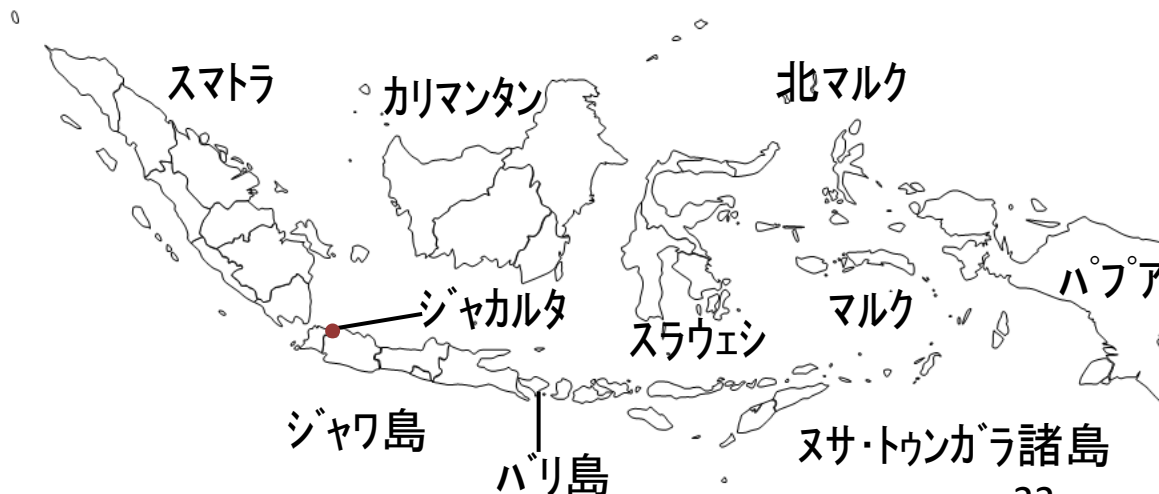 スマトラ
カリマンタン
北マルク
パプア
ジャカルタ
マルク
スラウェシ
ジャワ島
ヌサ・トゥンガラ諸島
バリ島